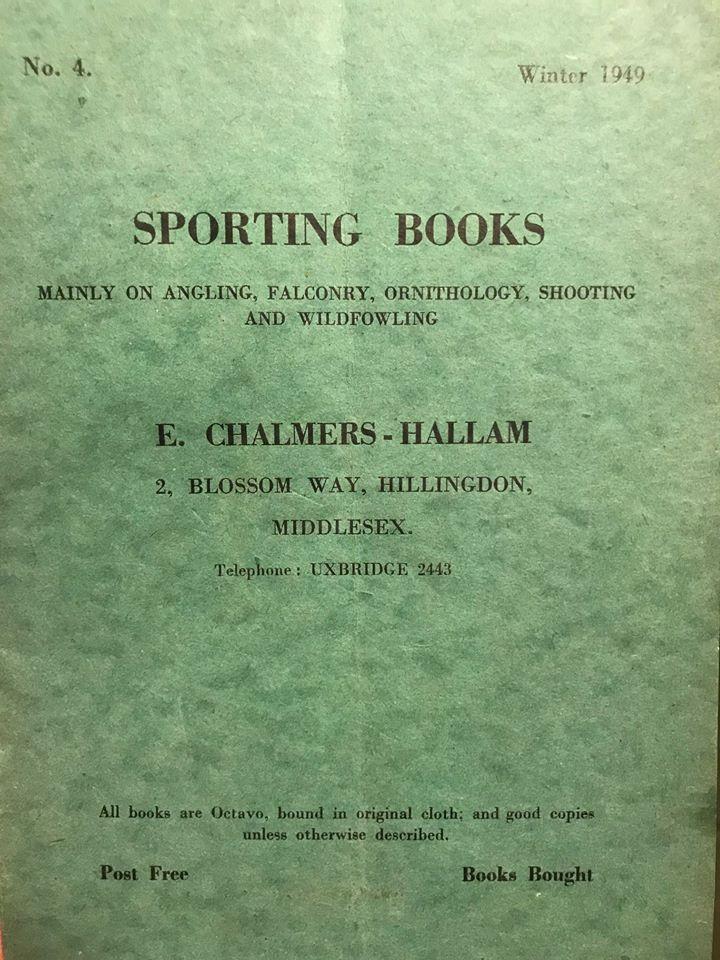 No. 4.
Winter 1949
SPORTING BOOKS
MAINLY ON ANGLING, FALCONRY, ORNITHOLOGY, SHOOTING
AND WILDFOWLING
E. CHALMERS-HALLAM
2, BLOSSOM WAY, HILLINGDON,
MIDDLESEX.
Telephone: UXBRIDGE 2443
All books are Octavo, bound in original cloth; and good copies
unless otherwise described.
Post Free
Books Bought